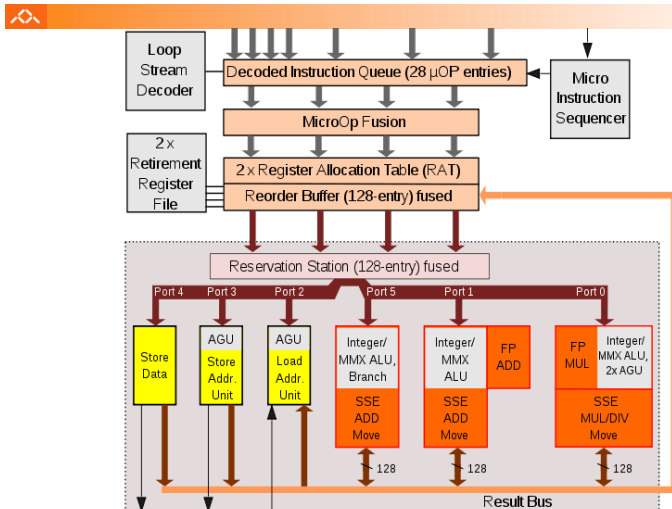 Loop
Stream
Decoder
Decoded Instruction Queue (28 µOP entries)
Micro
Instruction
Sequencer
MicroOp Fusion
2 x
Retirement
Register
File
2 x Register Allocation Table (RAT)
Reorder Buffer (128-entry) fused
Reservation Station (128-entry) fused
Port 4
Port 3
Port 2
Port 5
Port 1
Port 0
Store
Data
AGU
Store
Addr.
Unit
AGU
Load
Addr.
Unit
Integer/
MMX ALU,
Branch
SSE
ADD
Move
Integer/
MMX
ALU
FP
ADD
SSE
ADD
Move
FP
MUL
Integer/
MMX ALU,
2x AGU
SSE
MUL/DIV
Move
128
128
128
Result Bus